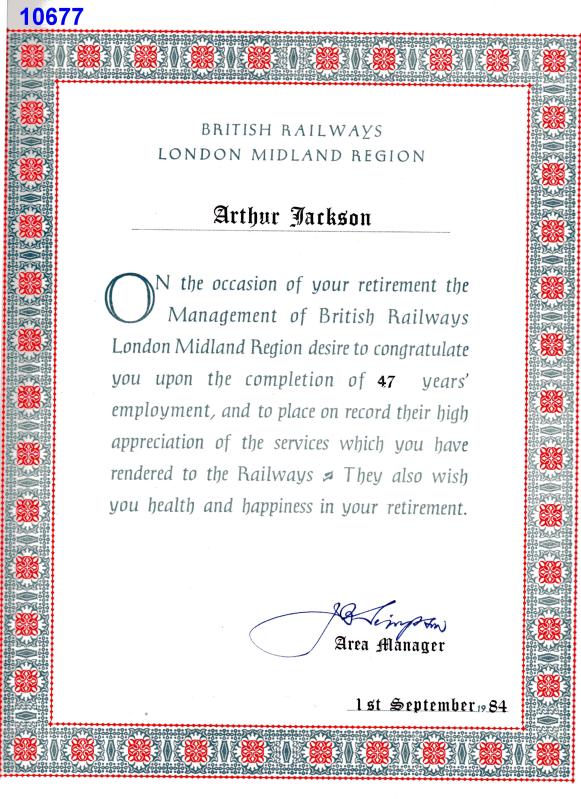 10677
BRITISH RAILWAYS
LONDON MIDLAND REGION
Arthur Jackson
ON the occasion of your retirement the
Management of British Railways
London Midland Region desire to congratulate
you upon the completion of 47 years'
employment, and to place on record their high
appreciation of the services which you have
rendered to the Railways They also wish
you health and happiness in your retirement.
J B Simpson
Area Manager
1st September 1984